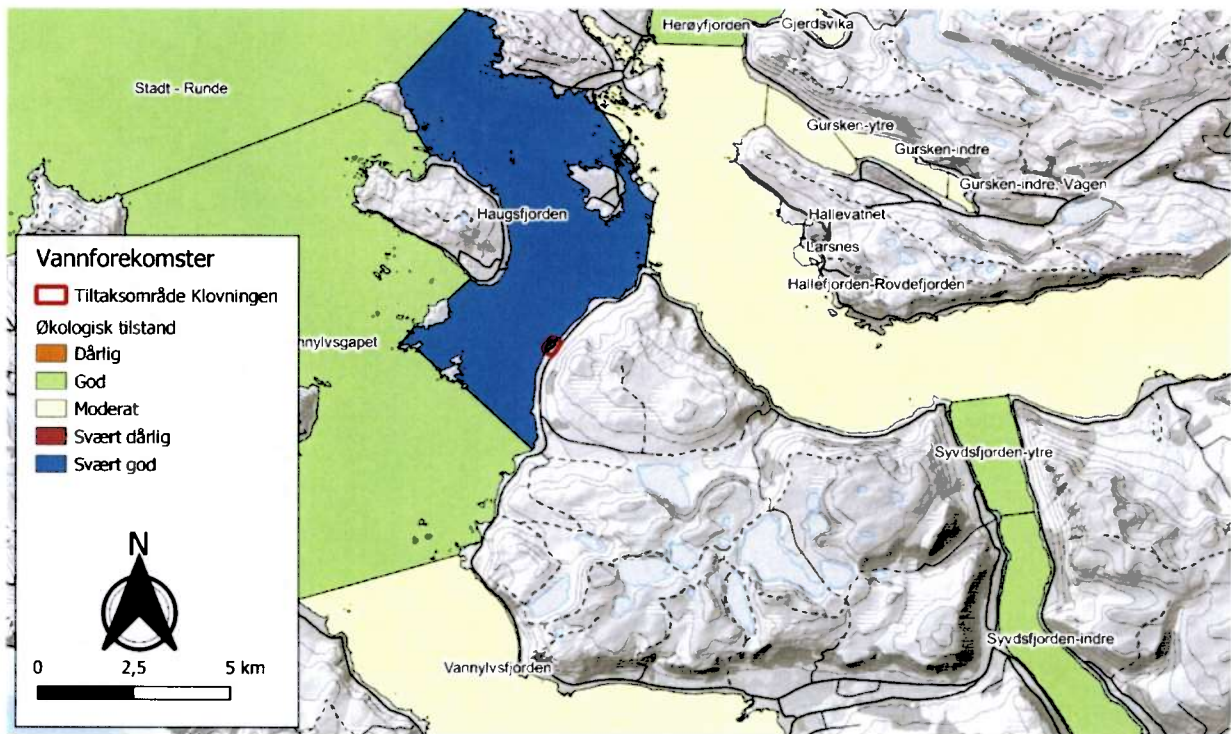 Herøyfjorden
Gjerdsvika
Stadt - Runde
Gursken-ytre
Gursken-indre
Gursken-indre, Vågen
Haugsfjorden
Hallevatnet
Larsnes
Hallefjorden-Rovdefjorden
nnylvsgapet
Vannforekomster
Tiltaksområde Klovningen
Økologisk tilstand
Dårlig
God
Moderat
Svært dårlig
Svært god
N
0 2,5 5 km
Syvdsfjorden-ytre
Syvdsfjorden-indre
Vannylvsfjorden